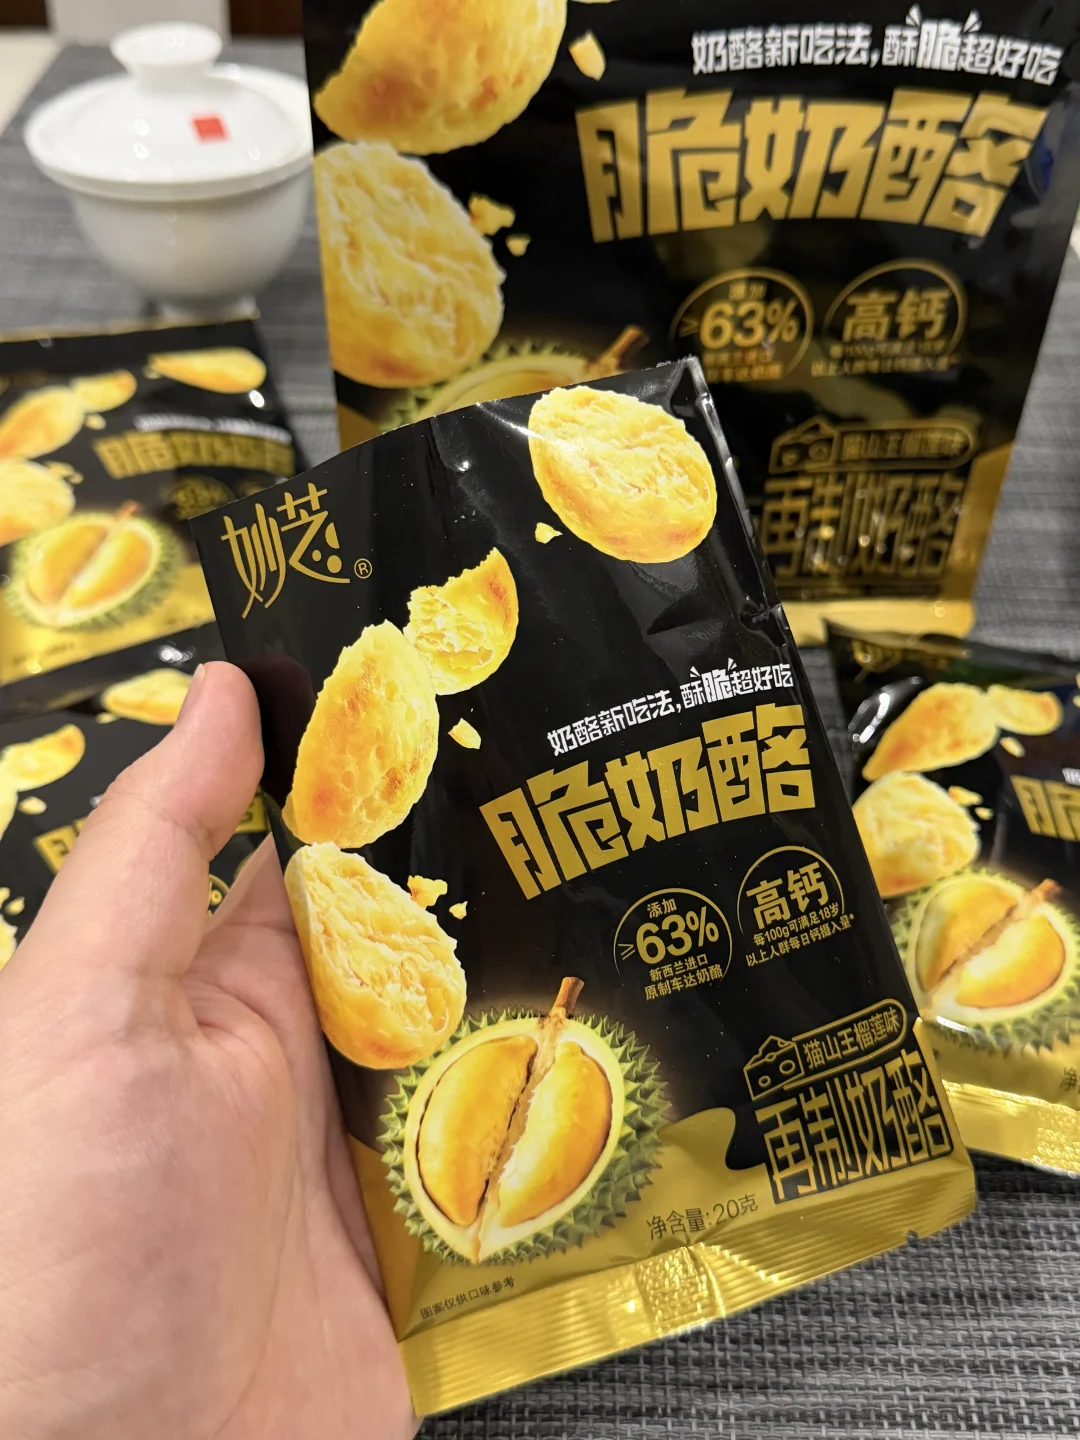 奶酪新吃法,酥脆超好吃
脆奶酪
添加
≥63%
高钙
猫山王榴莲味
再制奶酪
脆奶酪
妙芝®
奶酪新吃法,酥脆超好吃
脆奶酪
添加
≥63%
新西兰进口
原制车达奶酪
高钙
每100g可满足18岁
以上人群每日钙摄入量*
猫山王榴莲味
再制奶酪
净含量:20克
图案仅供口味参考